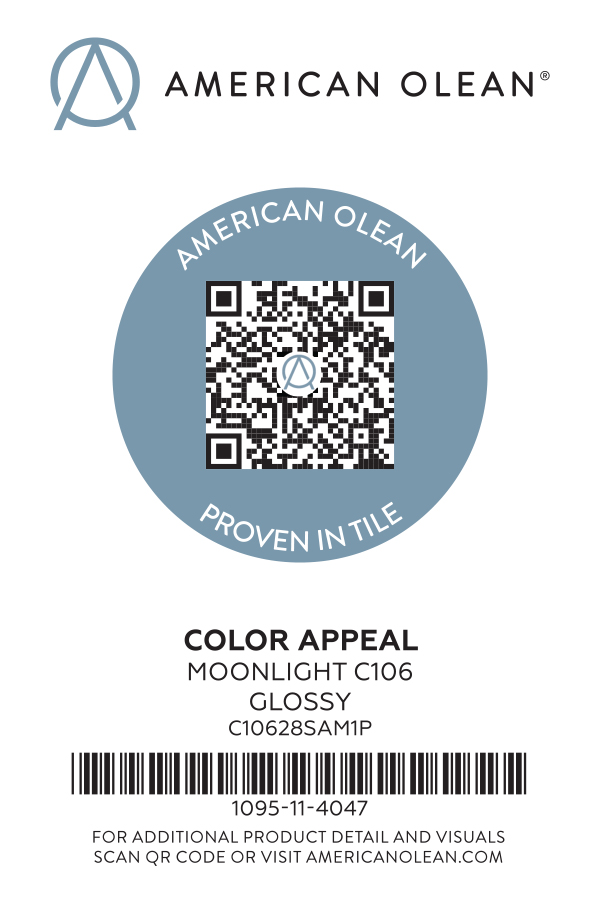 AMERICAN OLEAN®
AMERICAN OLEAN
PROVEN IN TILE
COLOR APPEAL
MOONLIGHT C106
GLOSSY
C10628SAM1P
1095-11-4047
FOR ADDITIONAL PRODUCT DETAIL AND VISUALS
SCAN QR CODE OR VISIT AMERICANOLEAN.COM